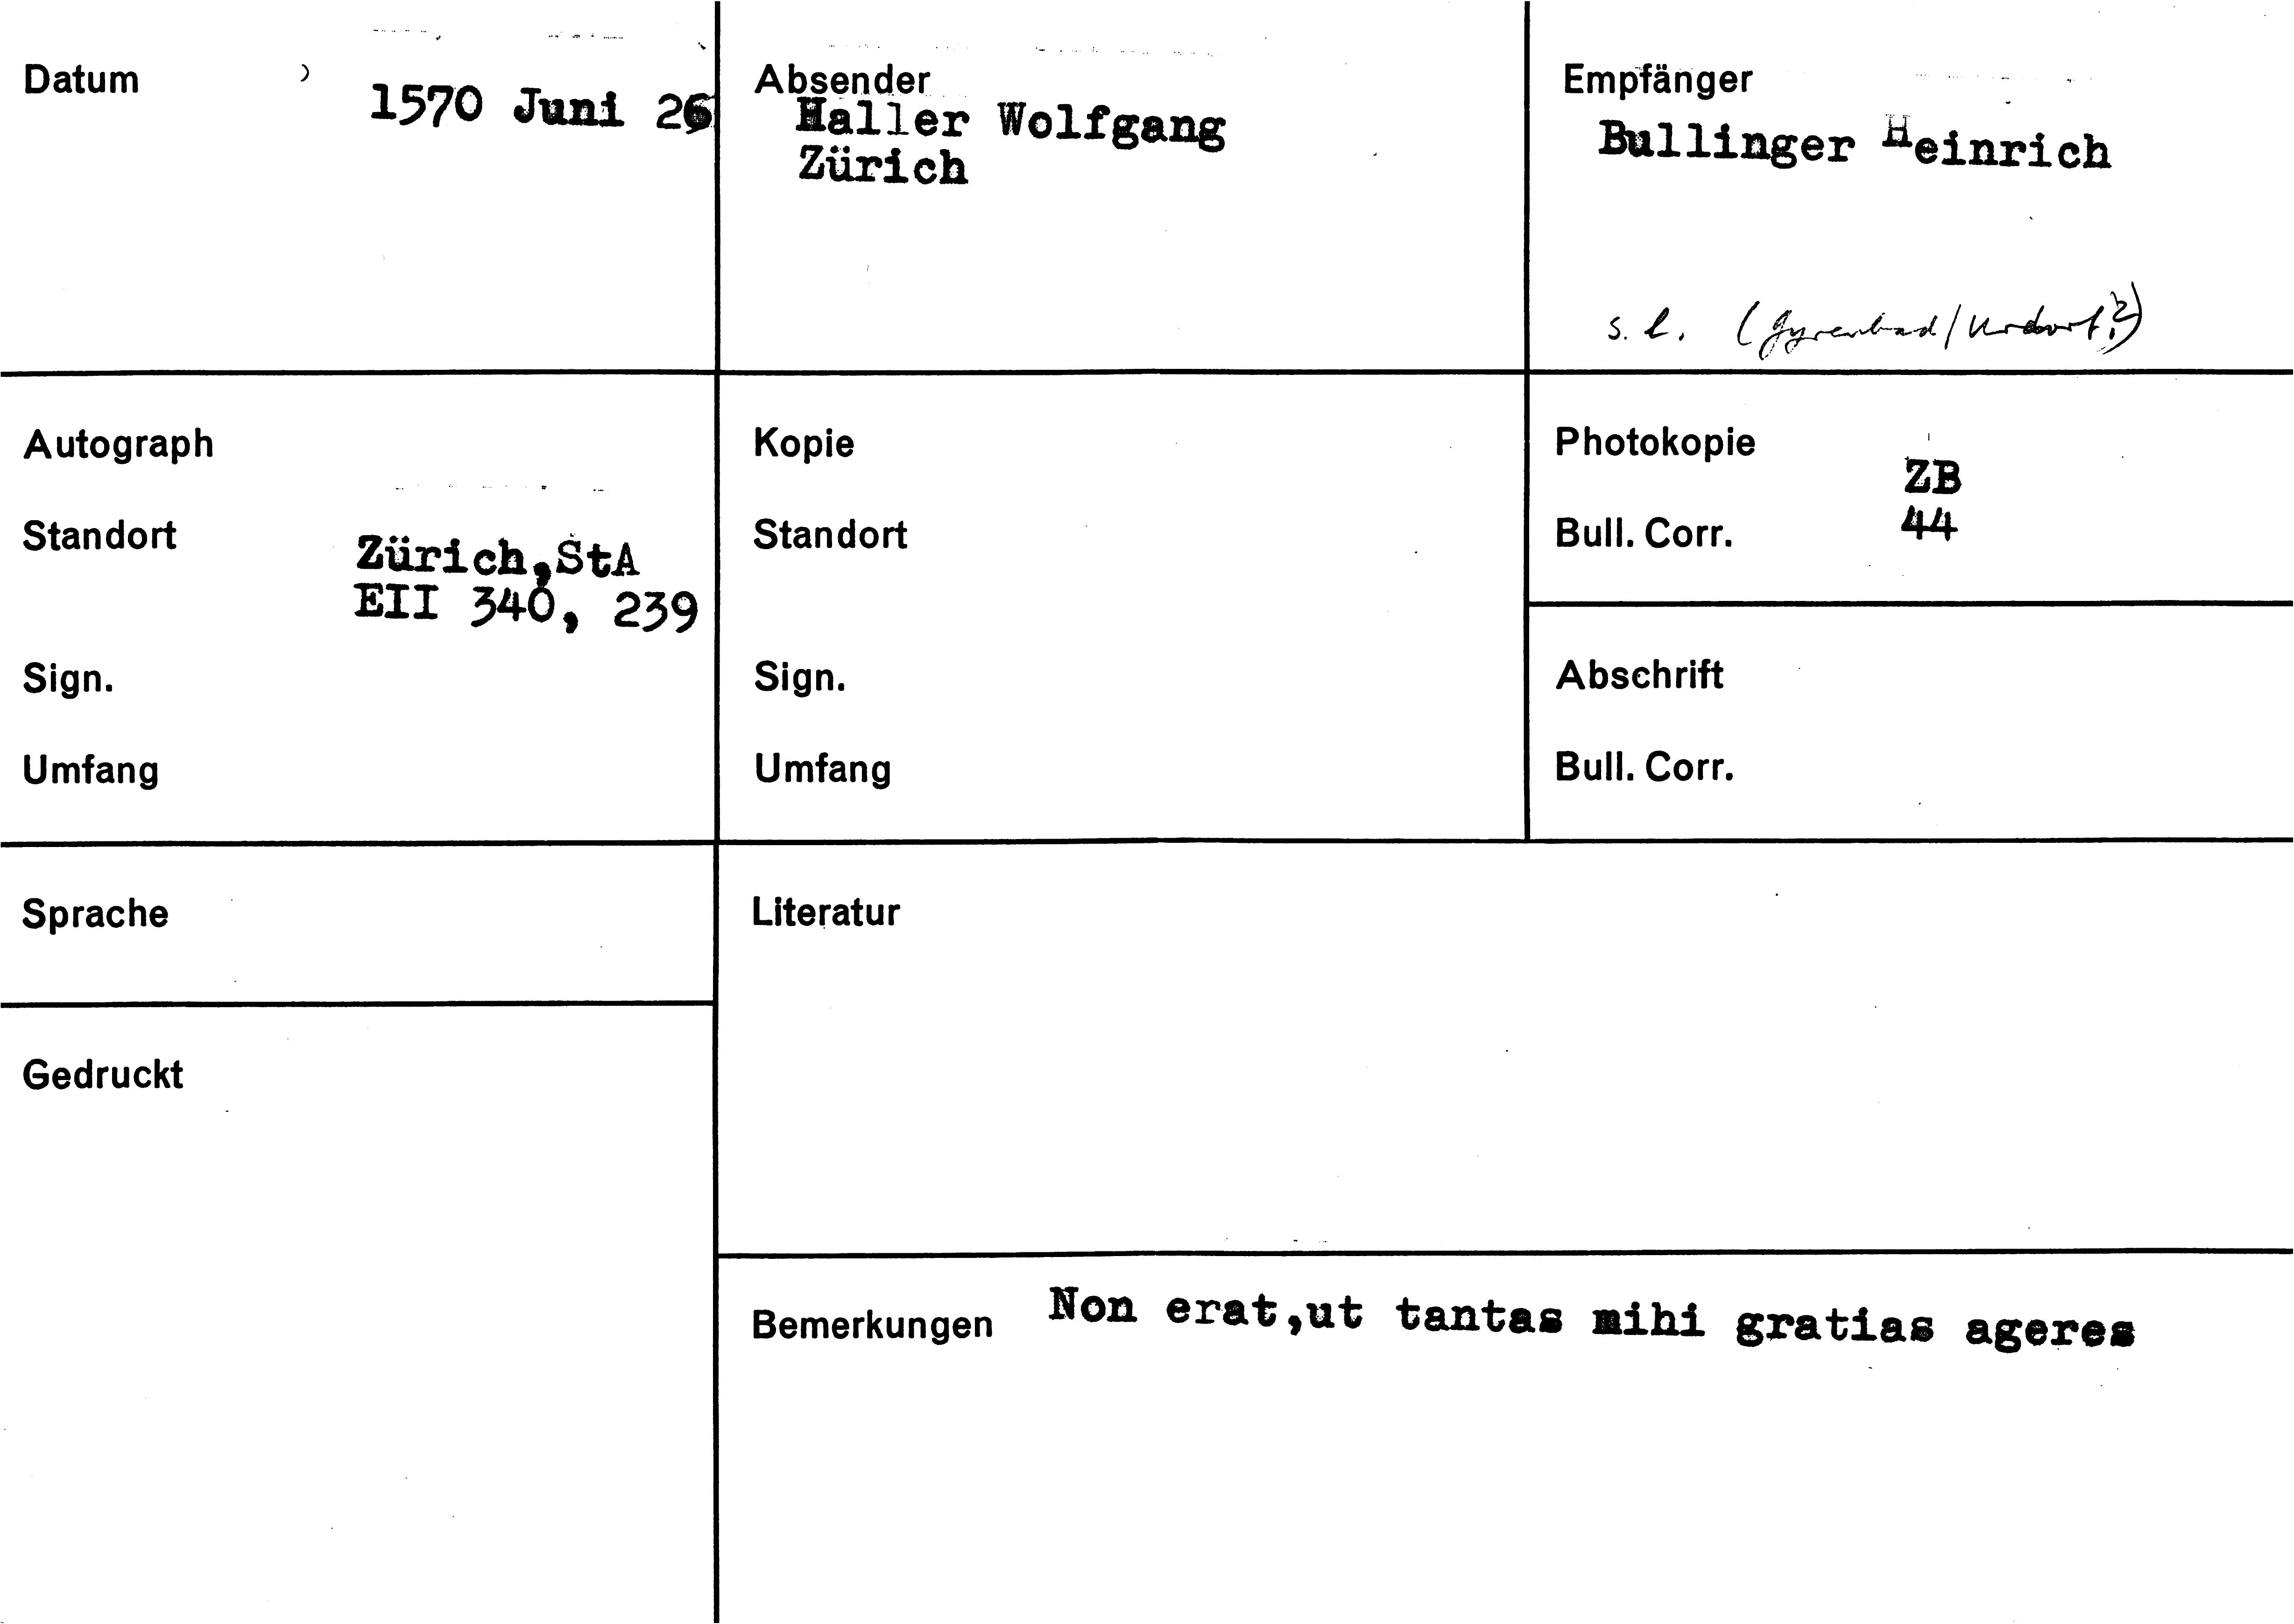 Datum
1570 Juni 26
Absender
Haller Wolfgang
Zürich
Empfänger
Bullinger Heinrich
s. l. (Gyrenbad/Urdorf?)
Autograph
Standort
Zürich,StA
EII 340, 239
Sign.
Umfang
Kopie
Standort
Sign.
Umfang
Photokopie
ZB
Bull. Corr.
44
Abschrift
Bull. Corr.
Sprache
Gedruckt
Literatur
Bemerkungen
Non erat,ut tantas mihi gratias ageres